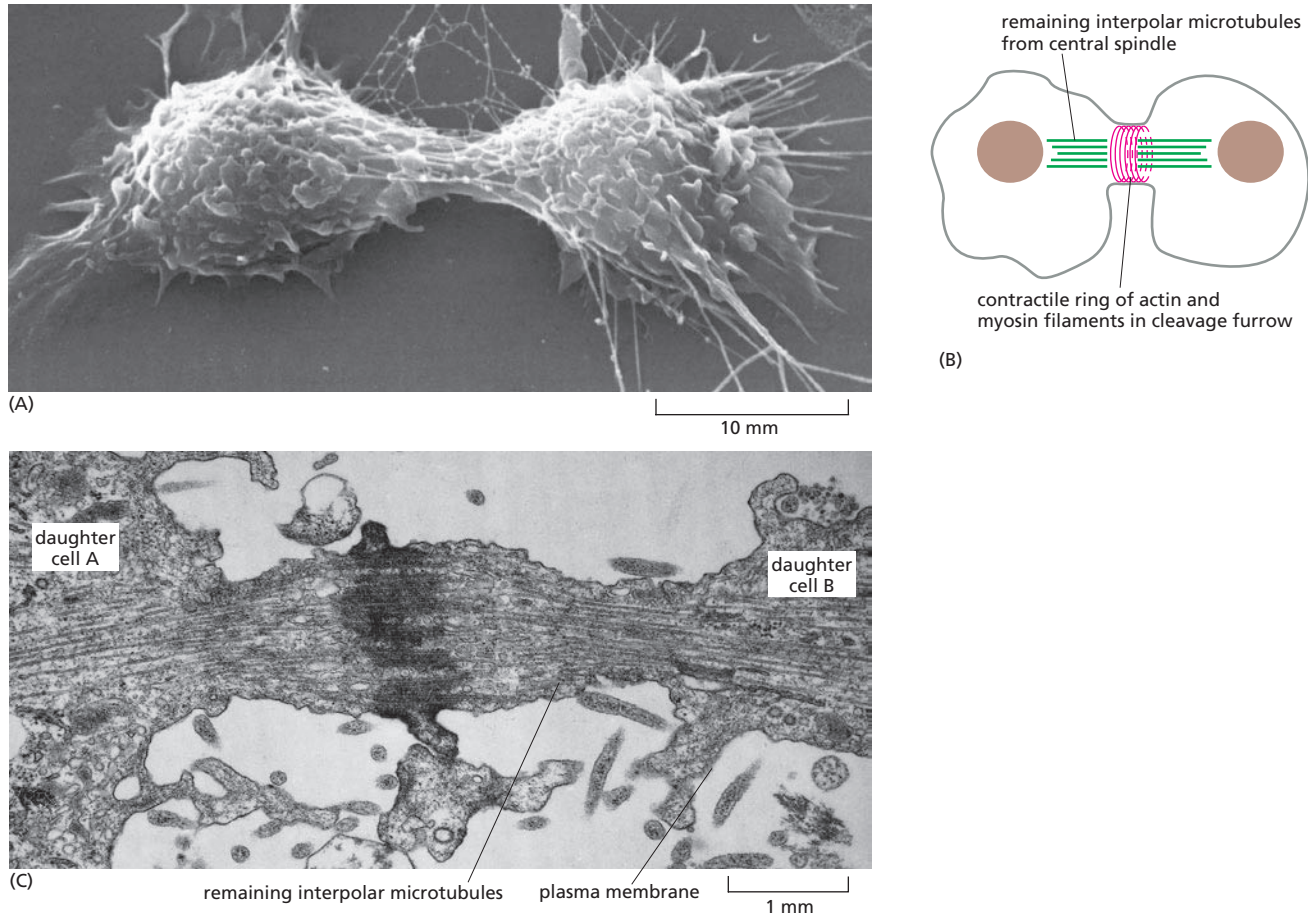 remaining interpolar microtubules
from central spindle
contractile ring of actin and
myosin filaments in cleavage furrow
(B)
(A)
10 mm
daughter
cell A
daughter
cell B
(C)
remaining interpolar microtubules
plasma membrane
1 mm